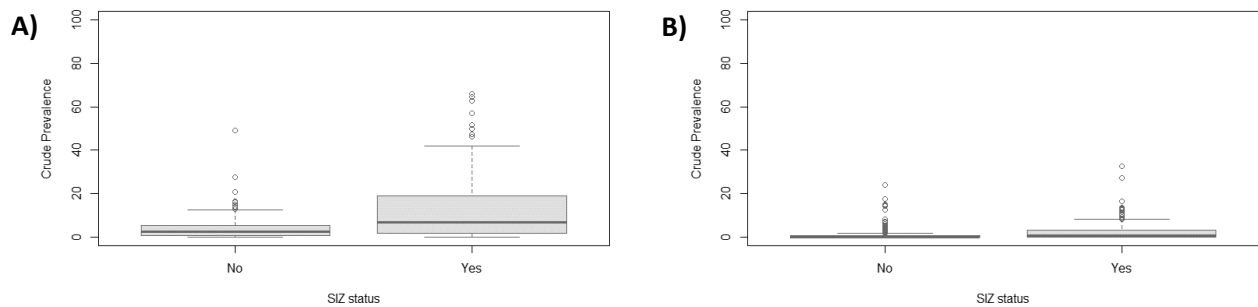 A)
Crude Prevalence
100
80
60
40
20
0
No
Yes
SIZ status
B)
Crude Prevalence
100
80
60
40
20
0
No
Yes
SIZ status